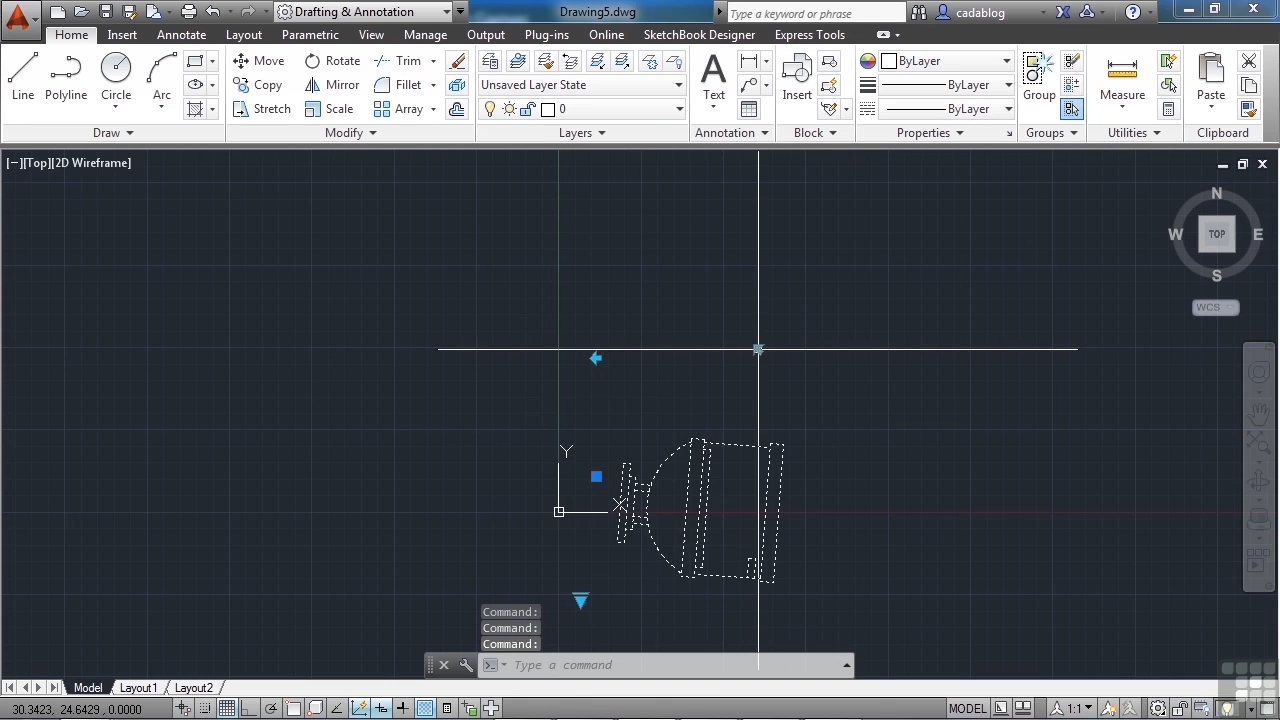 Drafting & Annotation Drawing5.dwg Type a keyword or phrase cadablog
Home Insert Annotate Layout Parametric View Manage Output Plug-ins Online SketchBook Designer Express Tools
Line Polyline Circle Arc
Move Rotate Trim
Copy Mirror Fillet
Stretch Scale Array
Unsaved Layer State
0
Text
Insert
ByLayer
ByLayer
ByLayer
Group
Measure
Paste
Draw Modify Layers Annotation Block Properties Groups Utilities Clipboard
[−][Top][2D Wireframe]
N
W TOP E
S
WCS
Y
X
Command:
Command:
Command:
Type a command
Model Layout1 Layout2
30.3423, 24.6429, 0.0000 MODEL 1:1